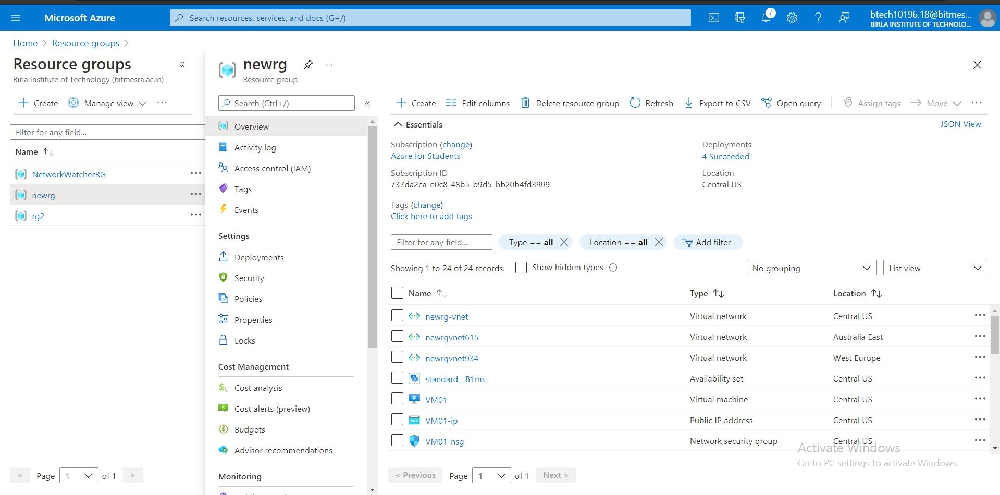 Microsoft Azure
Search resources, services, and docs (G+/)
7
btech10196.18@bitmes...
BIRLA INSTITUTE OF TECHNOLO...
Home > Resource groups >
Resource groups
Birla Institute of Technology (bitmesra.ac.in)
Create
Manage view
Filter for any field...
Name
NetworkWatcherRG
newrg
rg2
< Page 1 of 1 >
newrg
Resource group
Search (Ctrl+/)
Overview
Activity log
Access control (IAM)
Tags
Events
Settings
Deployments
Security
Policies
Properties
Locks
Cost Management
Cost analysis
Cost alerts (preview)
Budgets
Advisor recommendations
Monitoring
Create Edit columns Delete resource group Refresh Export to CSV Open query Assign tags Move
Essentials
JSON View
Subscription (change)
Azure for Students
Subscription ID
737da2ca-e0c8-48b5-b9d5-bb20b4fd3999
Tags (change)
Click here to add tags
Deployments
4 Succeeded
Location
Central US
Filter for any field... Type == all Location == all Add filter
Showing 1 to 24 of 24 records. Show hidden types No grouping List view
Name Type Location
newrg-vnet Virtual network Central US
newrgvnet615 Virtual network Australia East
newrgvnet934 Virtual network West Europe
standard__B1ms Availability set Central US
VM01 Virtual machine Central US
VM01-ip Public IP address Central US
VM01-nsg Network security group Central US
Activate Windows
Go to PC settings to activate Windows.
< Previous Page 1 of 1 Next >